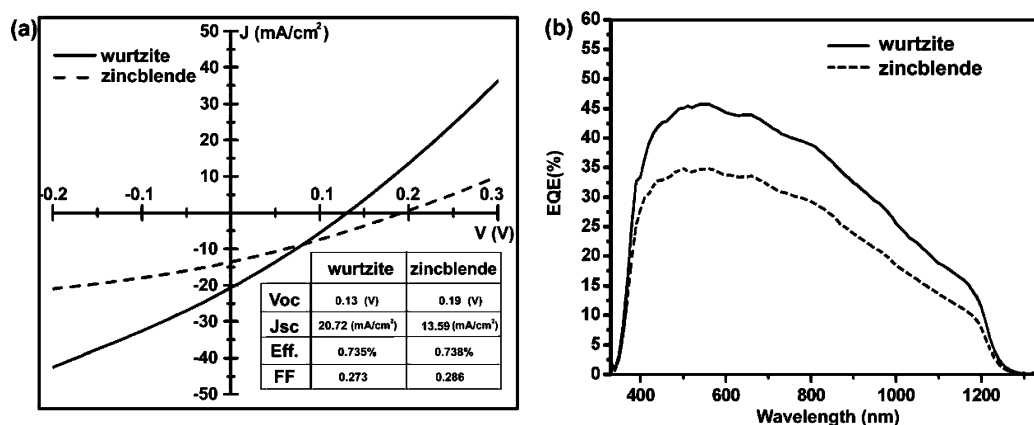 (a)
J (mA/cm²)
wurtzite
zincblende
50
40
30
20
10
-0.2
-0.1
0.1
0.2
0.3
0
V (V)
-10
-20
-30
-40
-50
wurtzite zincblende
Voc 0.13 (V) 0.19 (V)
Jsc 20.72 (mA/cm²) 13.59 (mA/cm²)
Eff. 0.735% 0.738%
FF 0.273 0.286
(b)
wurtzite
zincblende
EQE(%)
60
55
50
45
40
35
30
25
20
15
10
5
0
400 600 800 1000 1200
Wavelength (nm)